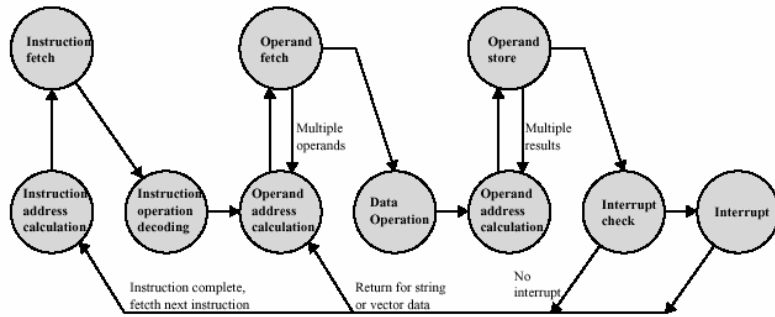 Instruction
fetch
Operand
fetch
Operand
store
Multiple
operands
Multiple
results
Instruction
address
calculation
Instruction
operation
decoding
Operand
address
calculation
Data
Operation
Operand
address
calculation
Interrupt
check
Interrupt
Instruction complete,
fetcth next instruction
Return for string
or vector data
No
interrupt